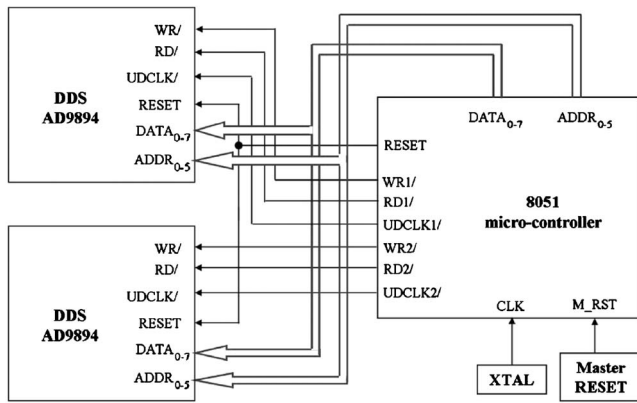 WR/
RD/
UDCLK/
RESET
DATA0-7
ADDR0-5
DDS
AD9894
DATA0-7
ADDR0-5
RESET
WR1/
RD1/
UDCLK1/
WR2/
RD2/
UDCLK2/
8051
micro-controller
CLK
M_RST
WR/
RD/
UDCLK/
RESET
DATA0-7
ADDR0-5
DDS
AD9894
XTAL
Master
RESET